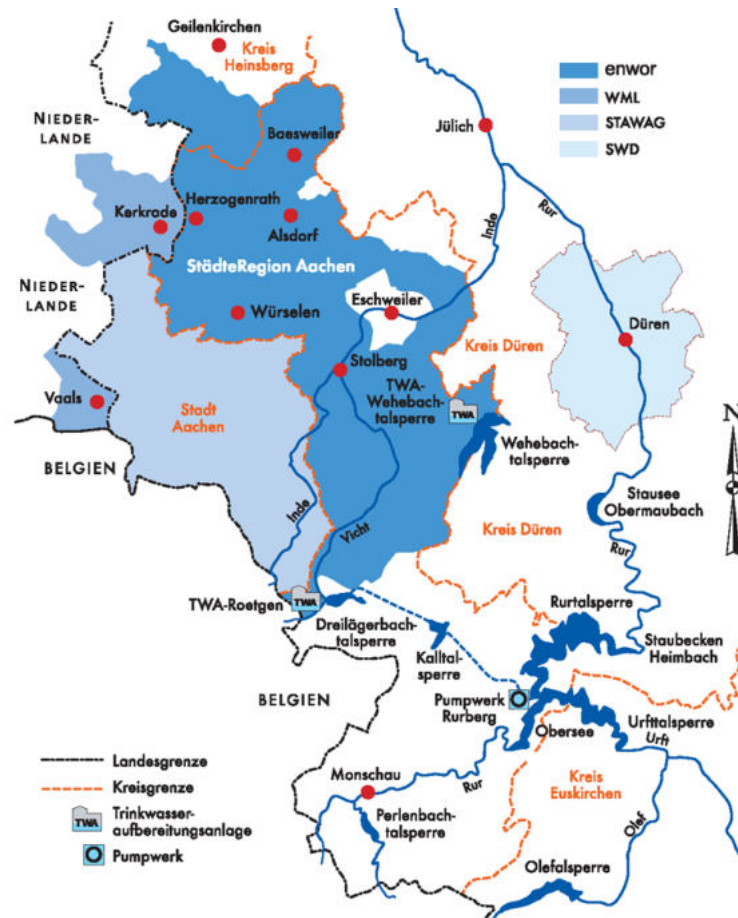 Geilenkirchen
Kreis
Heinsberg
enwor
WML
STAWAG
SWD
NIEDER-
LANDE
Baesweiler
Jülich
Kerkrade
Herzogenrath
Alsdorf
Inde
Rur
StädteRegion Aachen
NIEDER-
LANDE
Eschweiler
Würselen
Düren
Kreis Düren
Stolberg
TWA-
Wehebach-
talsperre
TWA
Vaals
Stadt
Aachen
Wehebach-
talsperre
N
BELGIEN
Stausee
Obermaubach
Inde
Vicht
Kreis Düren
Rur
TWA-Roetgen
TWA
Rurtalsperre
Dreilägerbach-
talsperre
Kalltal-
sperre
Staubecken
Heimbach
BELGIEN
Pumpwerk
Rurberg
Obersee
Urfttalsperre
Urft
Landesgrenze
Kreisgrenze
TWA
Trinkwasser-
aufbereitungsanlage
Pumpwerk
Monschau
Rur
Kreis
Euskirchen
Perlenbach-
talsperre
Olef
Olefalsperre